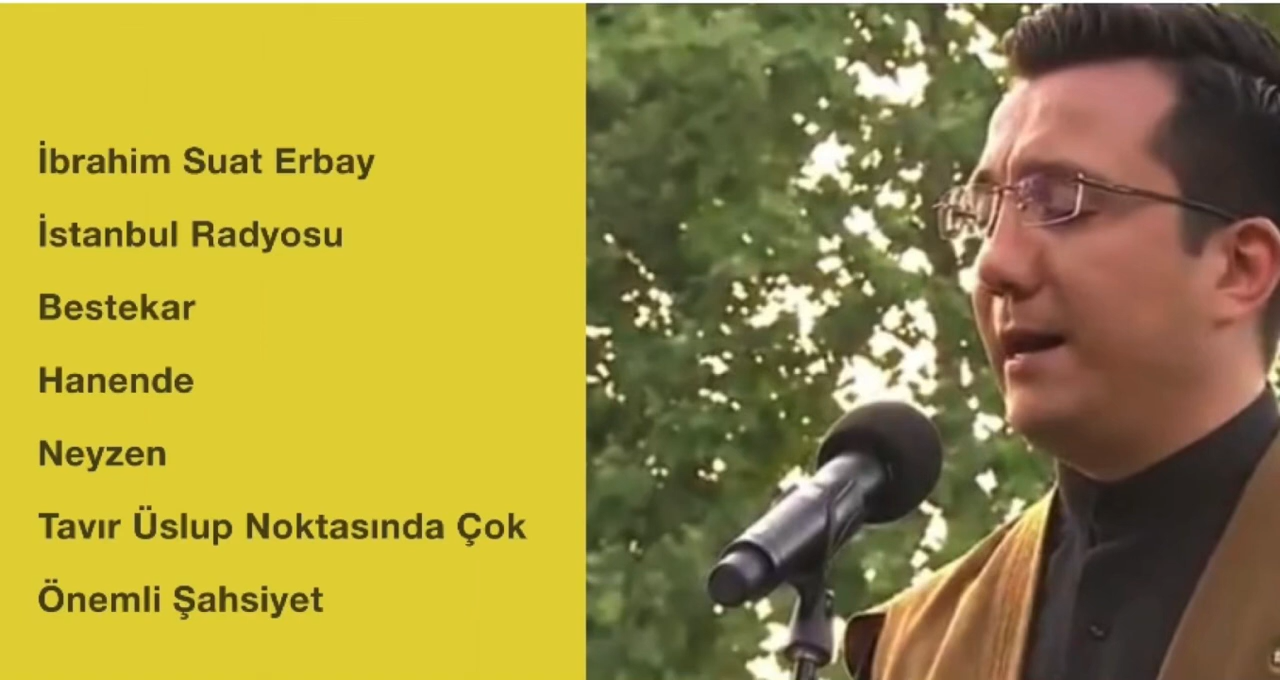 İbrahim Suat Erbay
İstanbul Radyosu
Bestekar
Hanende
Neyzen
Tavır Üslup Noktasında Çok
Önemli Şahsiyet